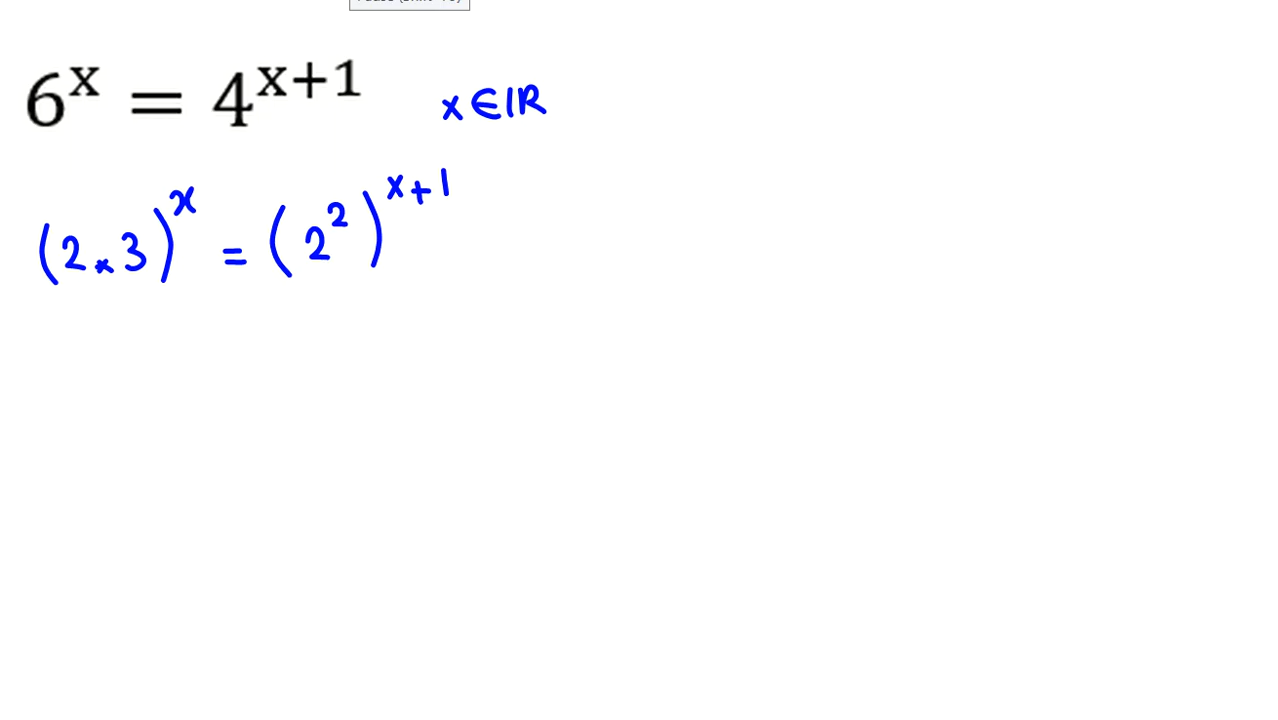 6^x = 4^{x+1} x ∈ ℝ
(2 × 3)^x = (2^2)^{x+1}